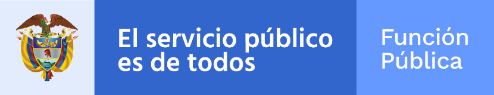 El servicio público
es de todos
Función
Pública